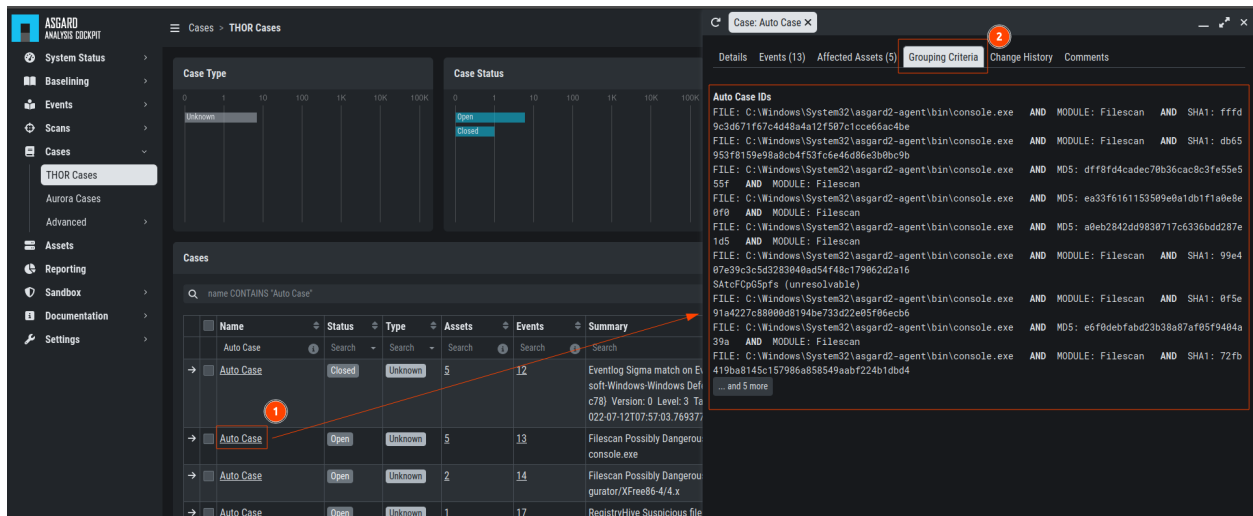 ASGARD
ANALYSIS COCKPIT
System Status
Baselining
Events
Scans
Cases
THOR Cases
Aurora Cases
Advanced
Assets
Reporting
Sandbox
Documentation
Settings
Cases > THOR Cases
Case Type
0 1 10 100 1K 10K 100K
Unknown
Case Status
0 1 10 100 1K 10K 100K
Open
Closed
Cases
name CONTAINS "Auto Case"
Name Status Type Assets Events Summary
Auto Case Search Search Search Search Search
Auto Case Closed Unknown 5 12 Eventlog Sigma match on Ev
soft-Windows-Windows Def
c78} Version: 0 Level: 3 Ta
022-07-12T07:57:03.769377
1
Auto Case Open Unknown 5 13 Filescan Possibly Dangerou
console.exe
Auto Case Open Unknown 2 14 Filescan Possibly Dangerou
gurator/XFree86-4/4.x
Auto Case Open Unknown 1 17 RegistryHive Suspicious file
Case: Auto Case
2
Details Events (13) Affected Assets (5) Grouping Criteria Change History Comments
Auto Case IDs
FILE: C:\Windows\System32\asgard2-agent\bin\console.exe AND MODULE: Filescan AND SHA1: fffd
9c3d671f67c4d48a4a12f507c1cce66ac4be
FILE: C:\Windows\System32\asgard2-agent\bin\console.exe AND MODULE: Filescan AND SHA1: db65
953f8159e98a8cb4f53fc6e46d86e3b0bc9b
FILE: C:\Windows\System32\asgard2-agent\bin\console.exe AND MD5: dff8fd4cadec70b36cac8c3fe55e5
55f AND MODULE: Filescan
FILE: C:\Windows\System32\asgard2-agent\bin\console.exe AND MD5: ea33f6161153509e0a1db1f1a0e8e
0f0 AND MODULE: Filescan
FILE: C:\Windows\System32\asgard2-agent\bin\console.exe AND MD5: a0eb2842dd9830717c6336bdd287e
1d5 AND MODULE: Filescan
FILE: C:\Windows\System32\asgard2-agent\bin\console.exe AND MODULE: Filescan AND SHA1: 99e4
07e39c3c5d3283040ad54f48c179062d2a16
SAtcFCpG5pfs (unresolvable)
FILE: C:\Windows\System32\asgard2-agent\bin\console.exe AND MODULE: Filescan AND SHA1: 0f5e
91a4227c88000d8194be733d22e05f06ecb6
FILE: C:\Windows\System32\asgard2-agent\bin\console.exe AND MD5: e6f0debfabd23b38a87af05f9404a
39a AND MODULE: Filescan
FILE: C:\Windows\System32\asgard2-agent\bin\console.exe AND MODULE: Filescan AND SHA1: 72fb
419ba8145c157986a858549aabf224b1dbd4
... and 5 more